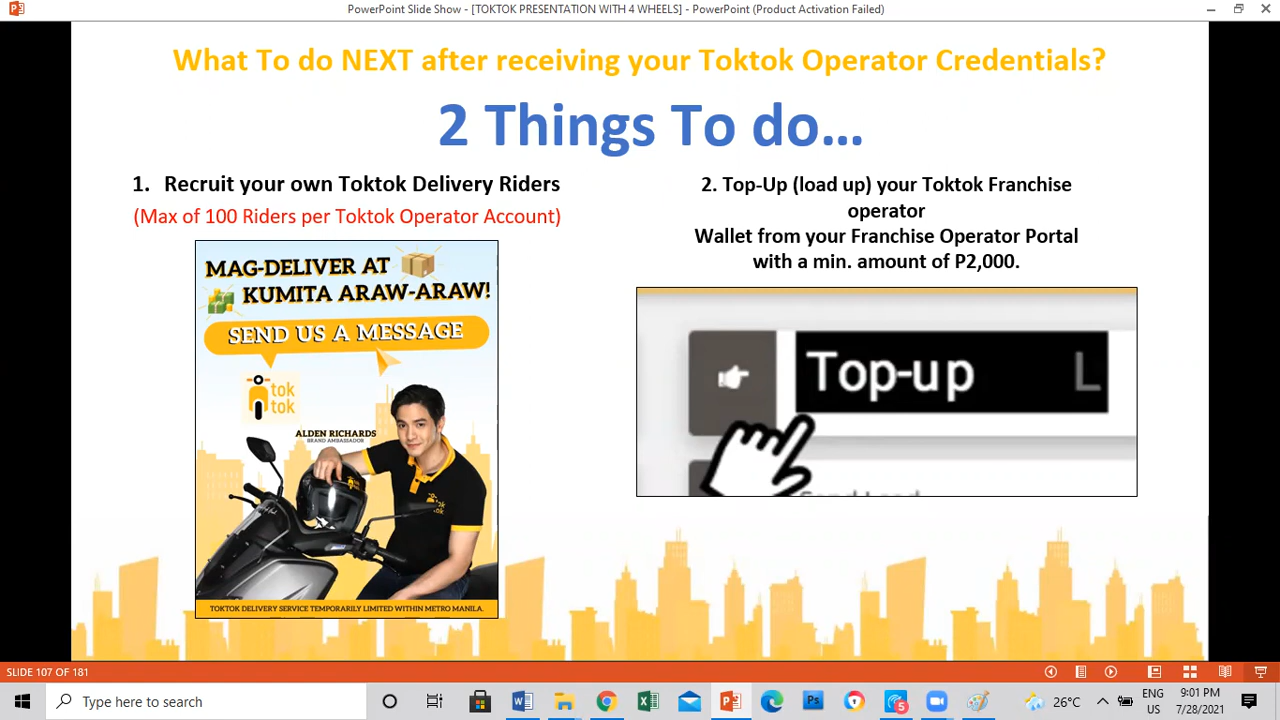 PowerPoint Slide Show - [TOKTOK PRESENTATION WITH 4 WHEELS] - PowerPoint (Product Activation Failed)
What To do NEXT after receiving your Toktok Operator Credentials?
2 Things To do...
1. Recruit your own Toktok Delivery Riders
(Max of 100 Riders per Toktok Operator Account)
MAG-DELIVER AT
KUMITA ARAW-ARAW!
SEND US A MESSAGE
tok
tok
ALDEN RICHARDS
BRAND AMBASSADOR
tok
tok
TOKTOK DELIVERY SERVICE TEMPORARILY LIMITED WITHIN METRO MANILA.
2. Top-Up (load up) your Toktok Franchise
operator
Wallet from your Franchise Operator Portal
with a min. amount of P2,000.
Top-up L
SLIDE 107 OF 181
Type here to search
5
26°C
ENG
US
9:01 PM
7/28/2021